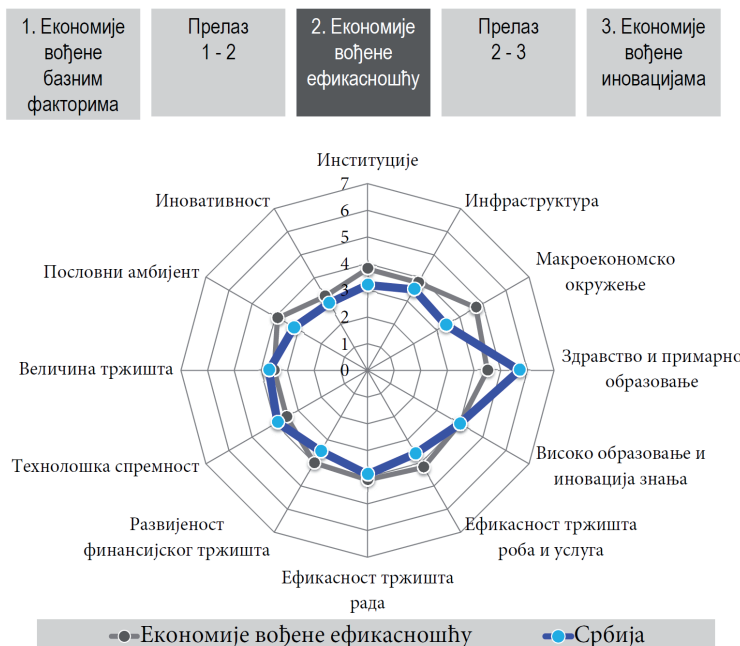 1. Економије
вођене
базним
факторима
Прелаз
1 - 2
2. Економије
вођене
ефикасношћу
Прелаз
2 - 3
3. Економије
вођене
иновацијама
Институције
Инфраструктура
Макроекономско
окружење
Здравство и примарно
образовање
Високо образовање и
иновација знања
Ефикасност тржишта
роба и услуга
Ефикасност тржишта
рада
Развијеност
финансијског тржишта
Технолошка спремност
Величина тржишта
Пословни амбијент
Иновативност
7
6
5
4
3
2
1
0
Економије вођене ефикасношћу
Србија